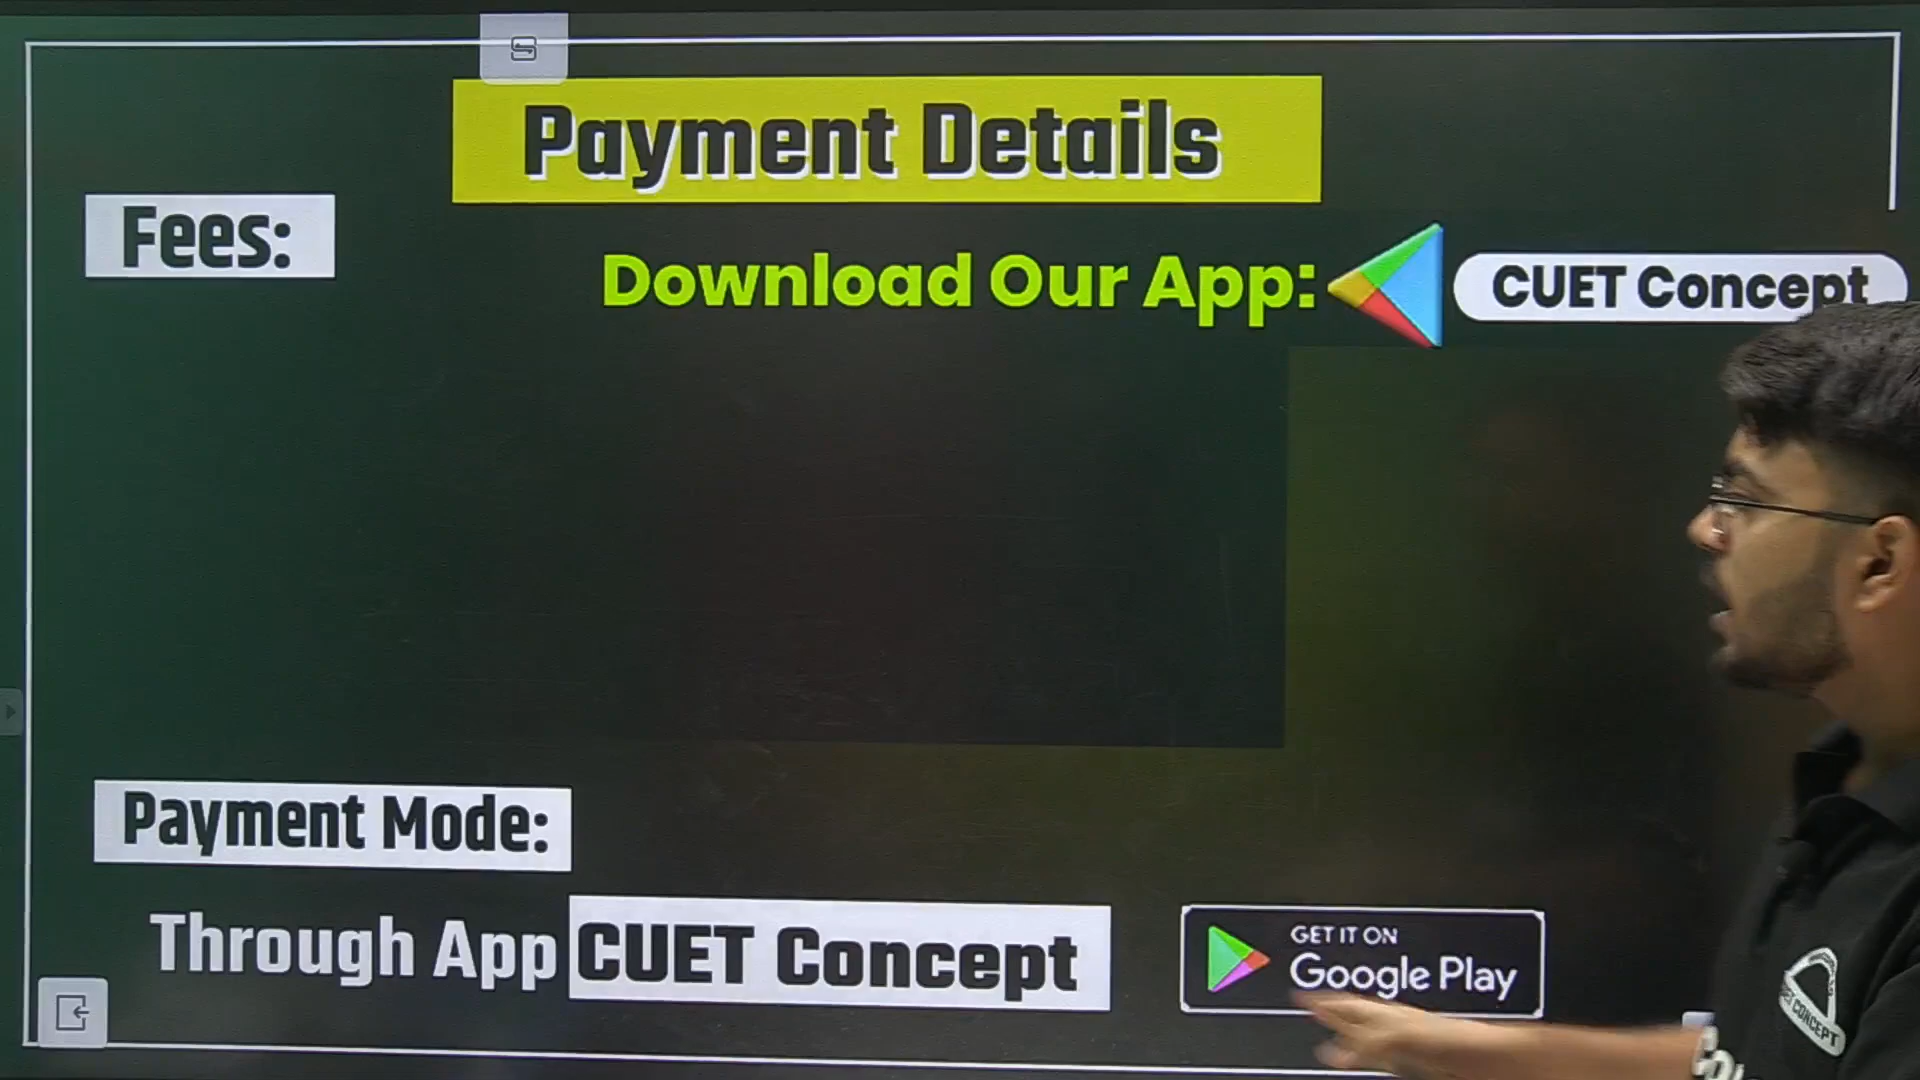 Payment Details
Fees:
Download Our App: CUET Concept
Payment Mode:
Through App CUET Concept
GET IT ON
Google Play
CONCEPT